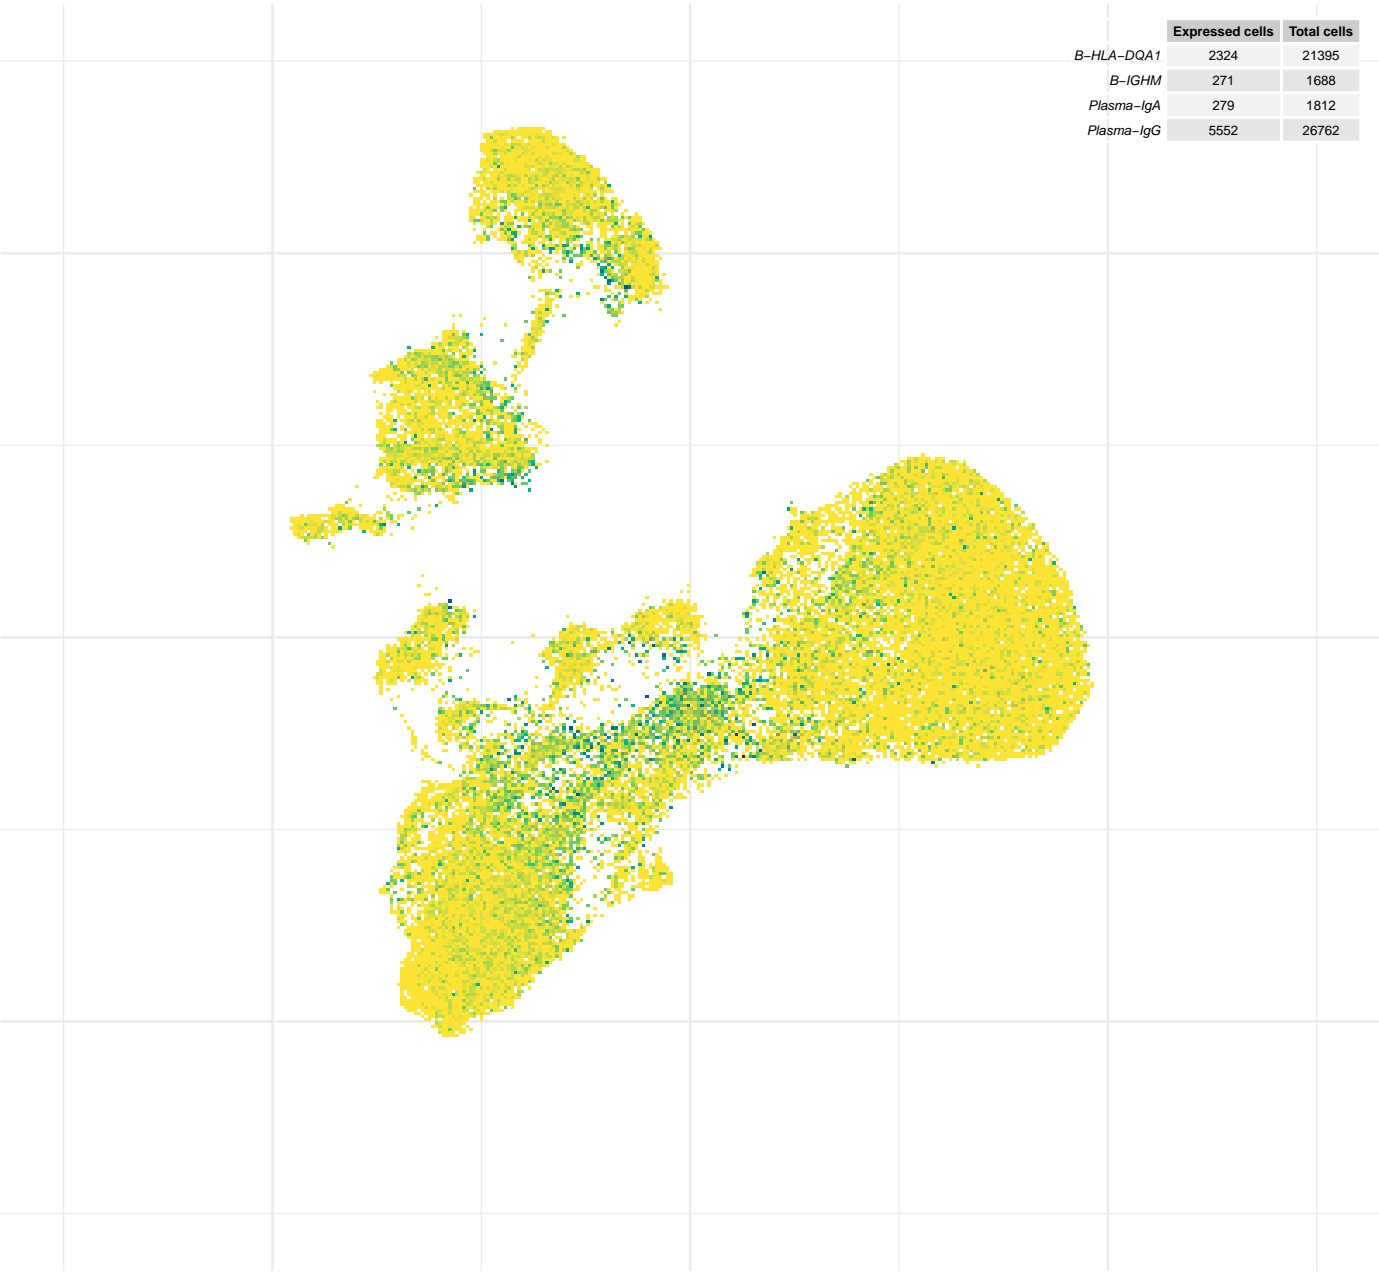 Expressed cells Total cells
B−HLA−DQA1 2324 21395
B−IGHM 271 1688
Plasma−IgA 279 1812
Plasma−IgG 5552 26762